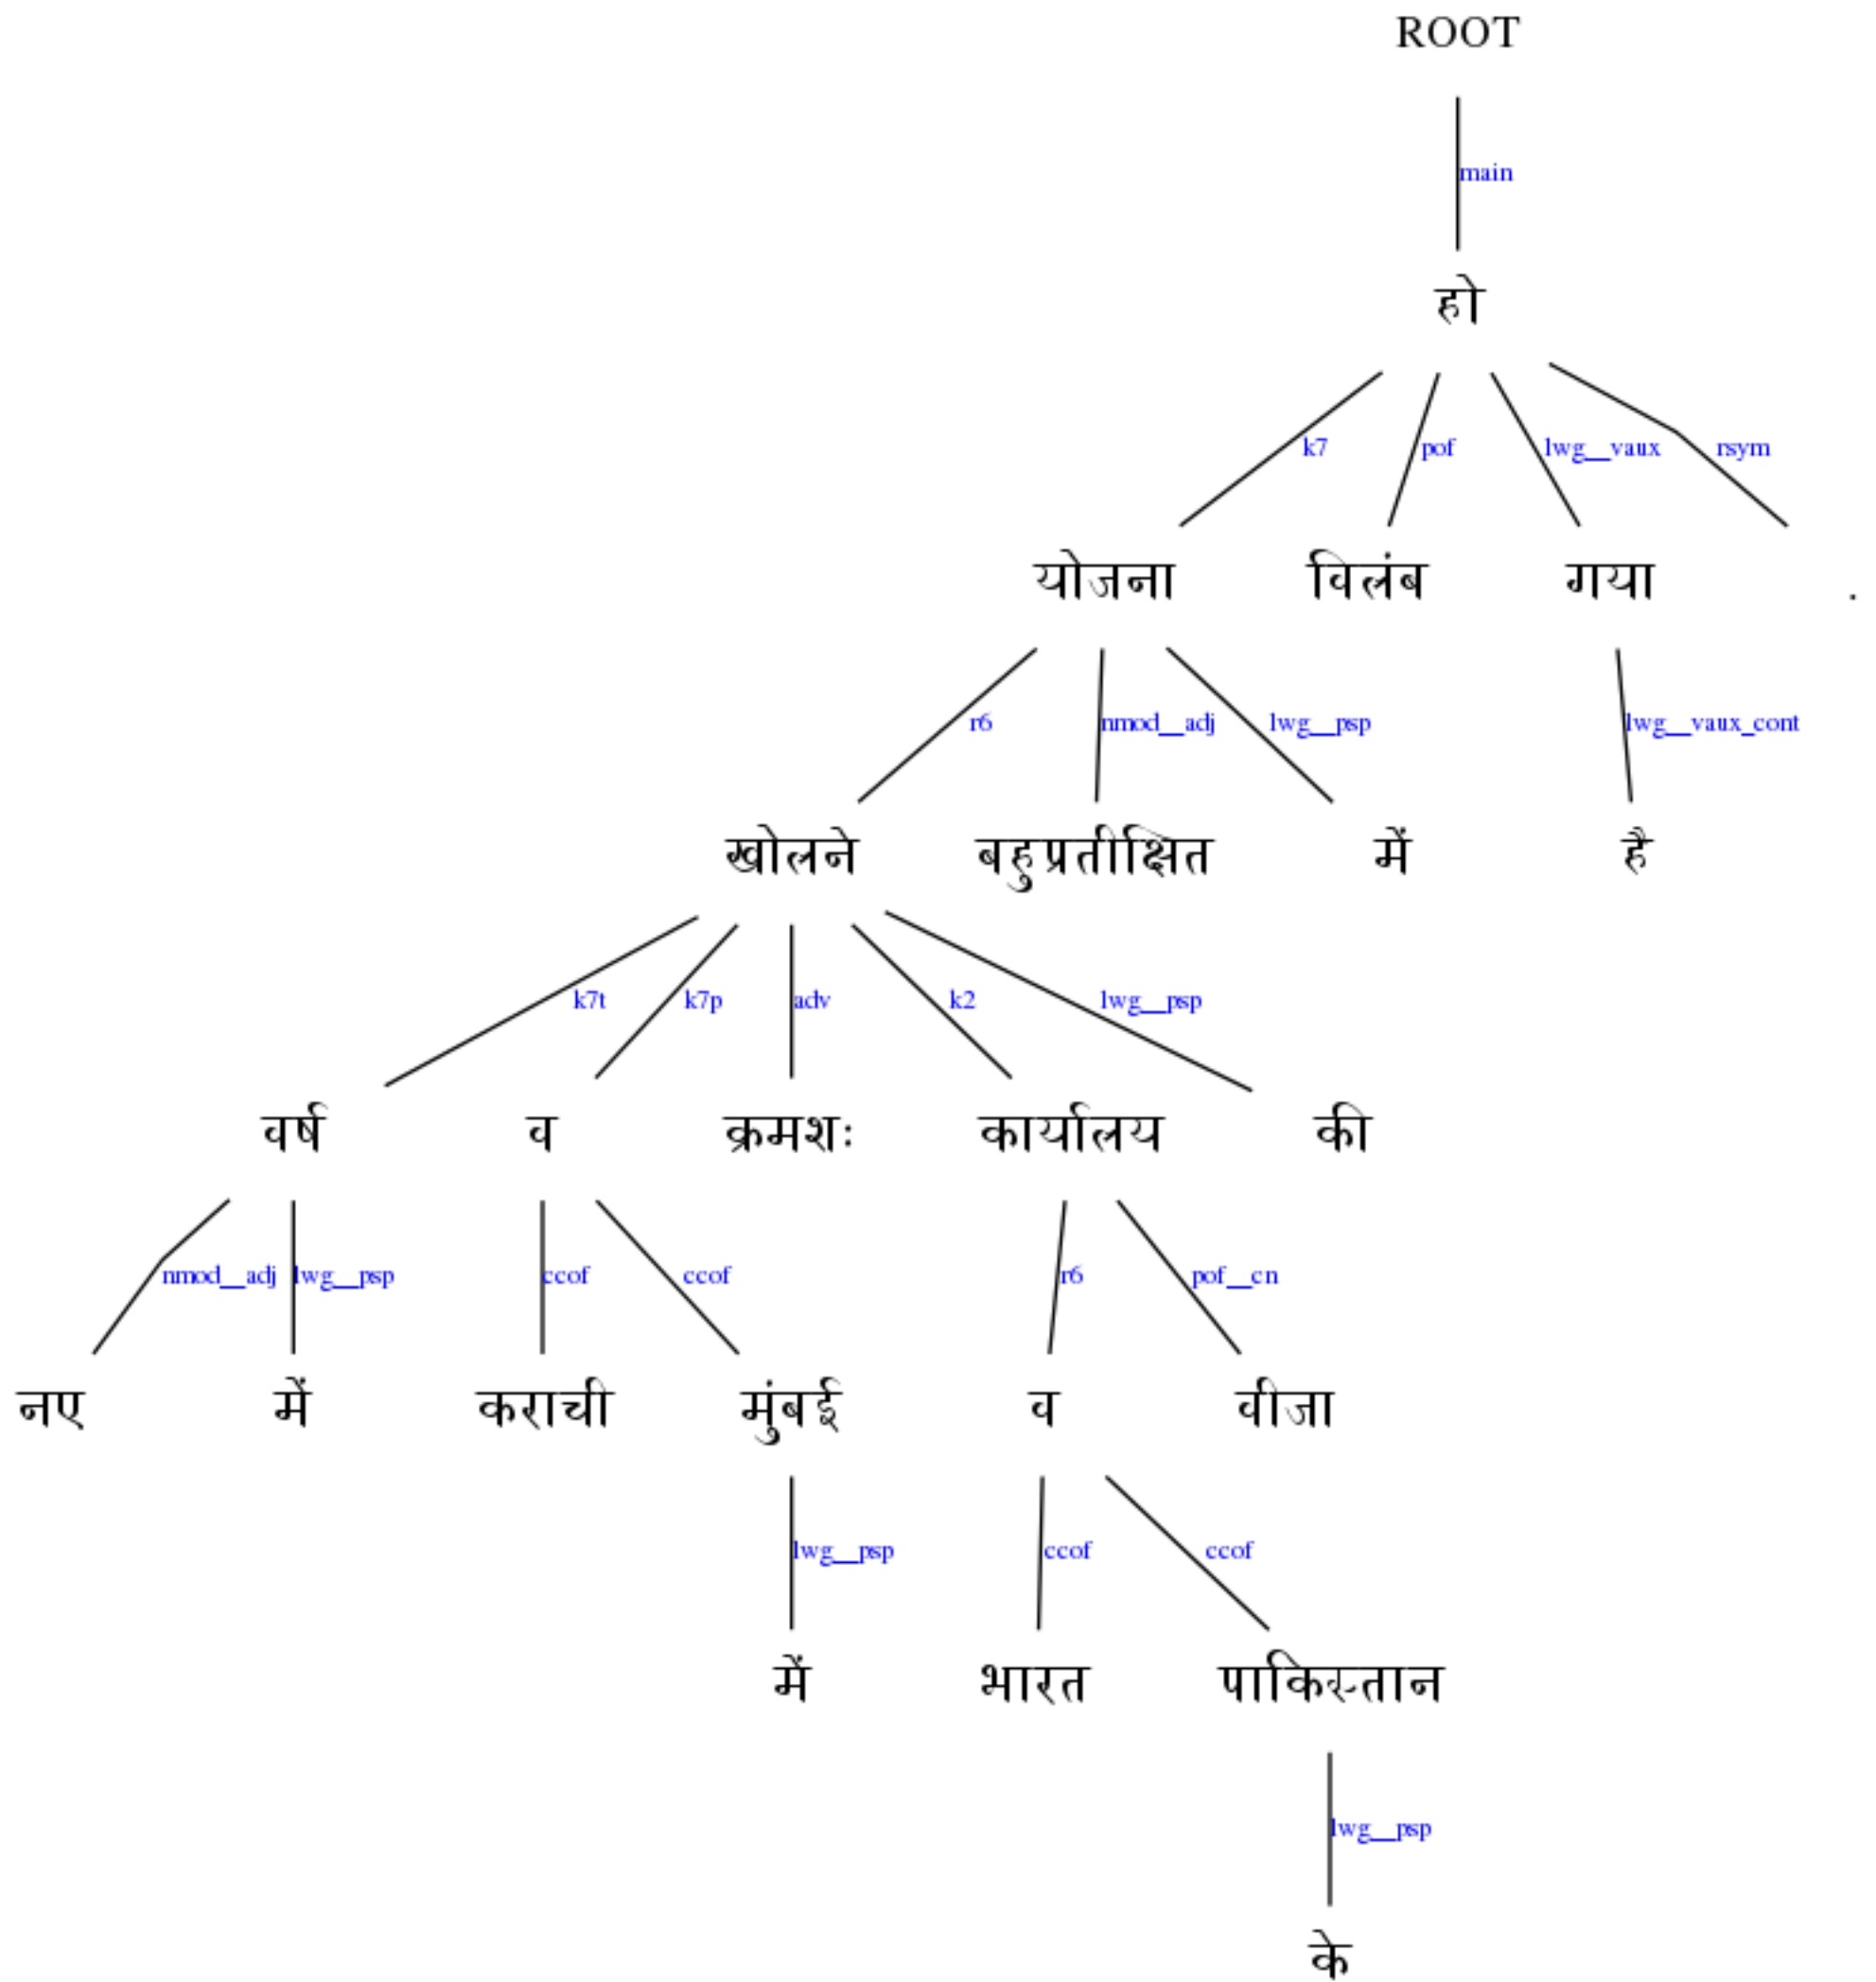 ROOT
main
हो
k7 pof lwg__vaux rsym
योजना विलंब गया .
r6 nmod__adj lwg__psp lwg__vaux_cont
खोलने बहुप्रतीक्षित में है
k7t k7p adv k2 lwg__psp
वर्ष व क्रमशः कार्यालय की
nmod__adj lwg__psp ccof ccof r6 pof__cn
नए में कराची मुंबई व वीजा
lwg__psp ccof ccof
में भारत पाकिस्तान
lwg__psp
के